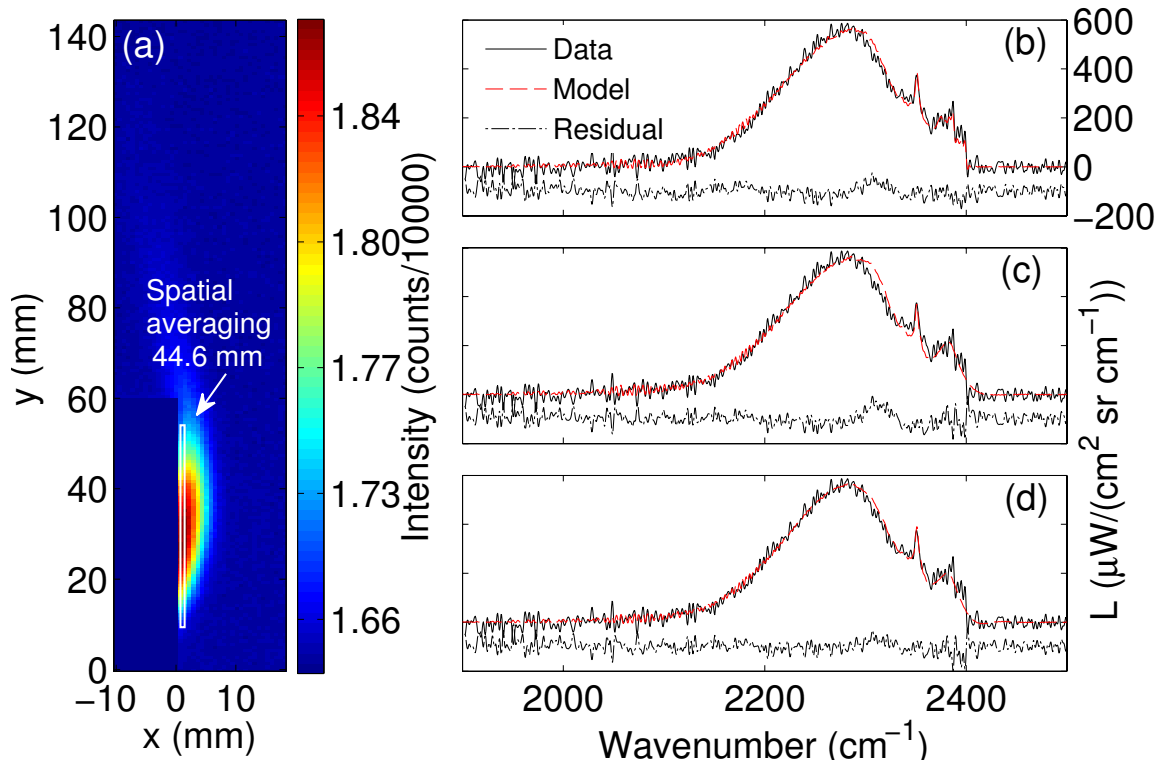 (a)
140
120
100
80
60
40
20
0
y (mm)
−10 0 10
x (mm)
Spatial
averaging
44.6 mm
1.84
1.80
1.77
1.73
1.66
Intensity (counts/10000)
(b)
Data
Model
Residual
600
400
200
0
−200
(c)
(d)
L (μW/(cm² sr cm⁻¹))
2000 2200 2400
Wavenumber (cm⁻¹)